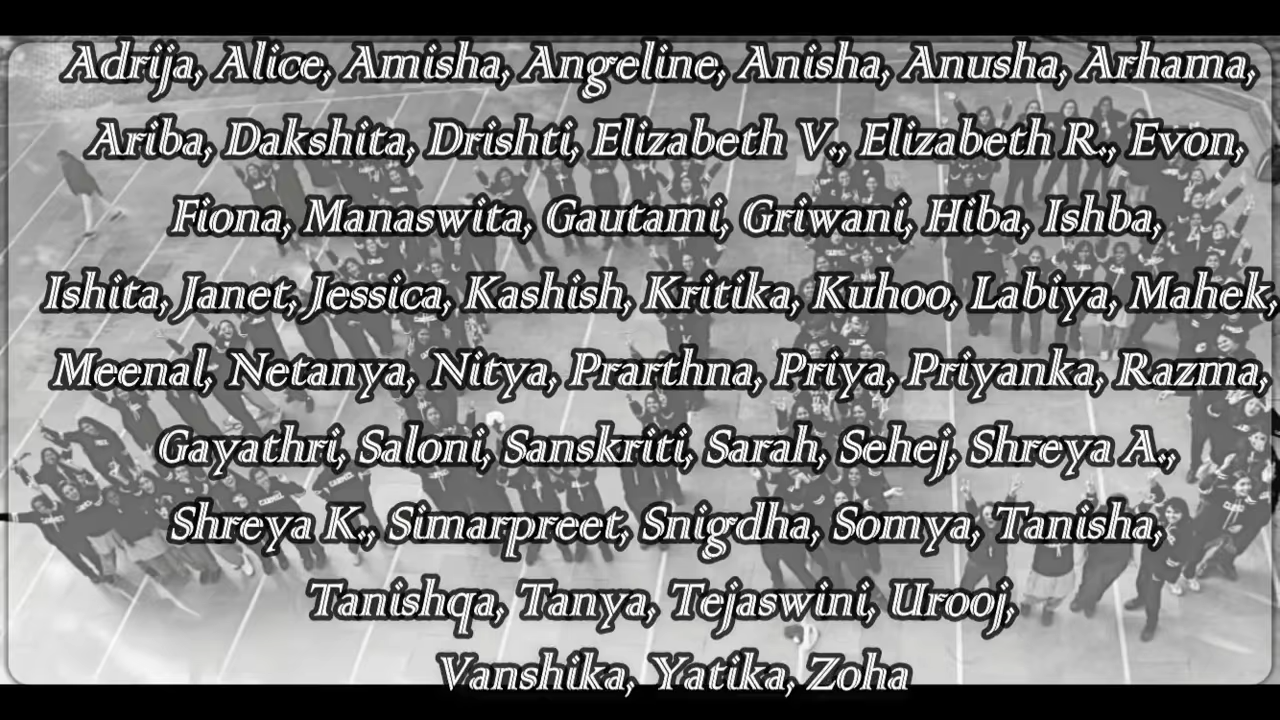 Adrija, Alice, Amisha, Angeline, Anisha, Anusha, Arhama,
Ariba, Dakshita, Drishti, Elizabeth V., Elizabeth R., Evon,
Fiona, Manaswita, Gautami, Griwani, Hiba, Ishba,
Ishita, Janet, Jessica, Kashish, Kritika, Kuhoo, Labiya, Mahek,
Meenal, Netanya, Nitya, Prarthna, Priya, Priyanka, Razma,
Gayathri, Saloni, Sanskriti, Sarah, Sehej, Shreya A.,
Shreya K., Simarpreet, Snigdha, Somya, Tanisha,
Tanishqa, Tanya, Tejaswini, Urooj,
Vanshika, Yatika, Zoha